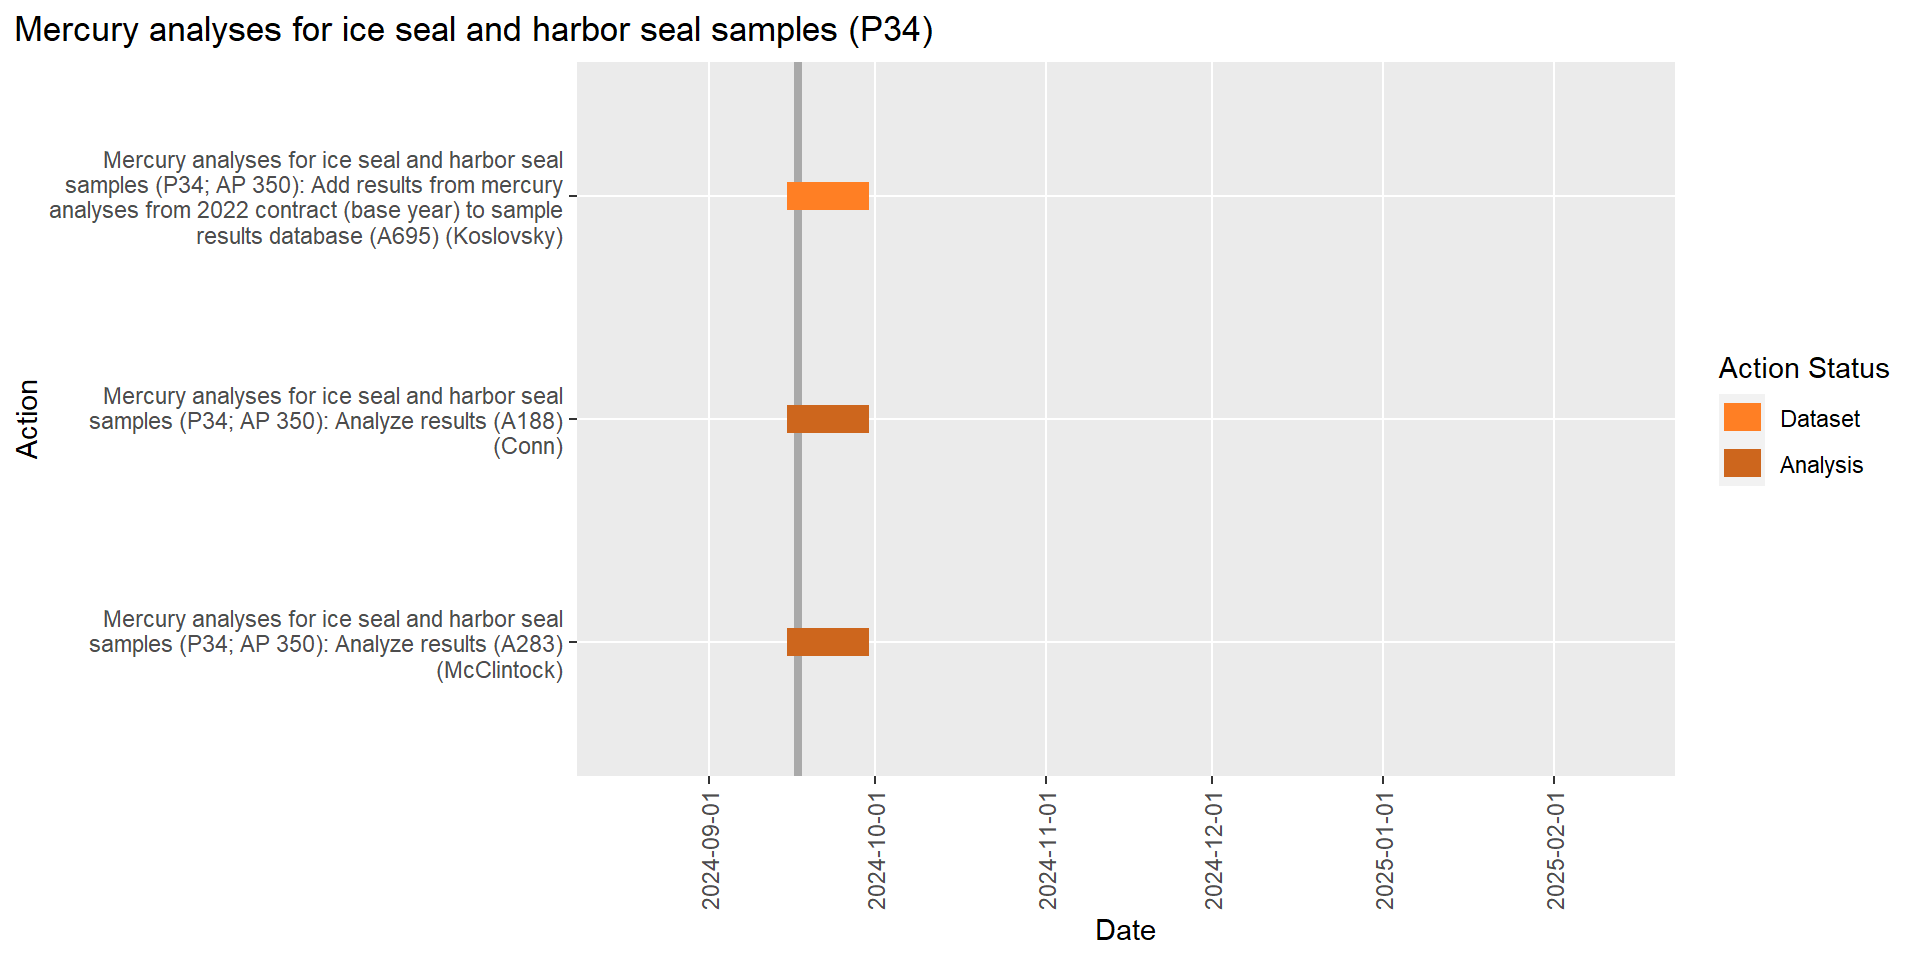 Mercury analyses for ice seal and harbor seal samples (P34)
Mercury analyses for ice seal and harbor seal
samples (P34; AP 350): Add results from mercury
analyses from 2022 contract (base year) to sample
results database (A695) (Koslovsky)
Mercury analyses for ice seal and harbor seal
samples (P34; AP 350): Analyze results (A188)
(Conn)
Mercury analyses for ice seal and harbor seal
samples (P34; AP 350): Analyze results (A283)
(McClintock)
Action
2024-09-01
2024-10-01
2024-11-01
2024-12-01
2025-01-01
2025-02-01
Date
Action Status
Dataset
Analysis